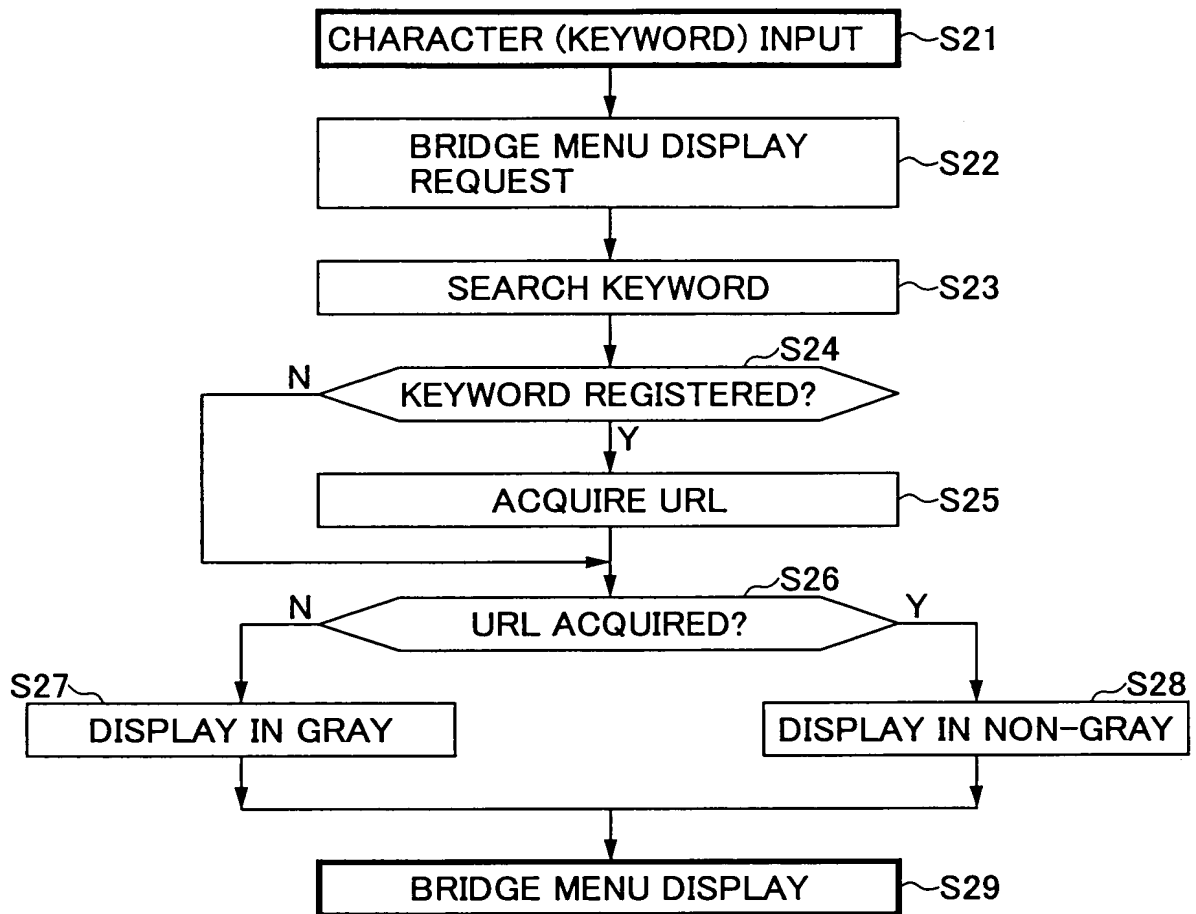 CHARACTER (KEYWORD) INPUT
S21
BRIDGE MENU DISPLAY
REQUEST
S22
SEARCH KEYWORD
S23
S24
N
KEYWORD REGISTERED?
Y
ACQUIRE URL
S25
S26
N
URL ACQUIRED?
Y
S27
DISPLAY IN GRAY
S28
DISPLAY IN NON-GRAY
BRIDGE MENU DISPLAY
S29